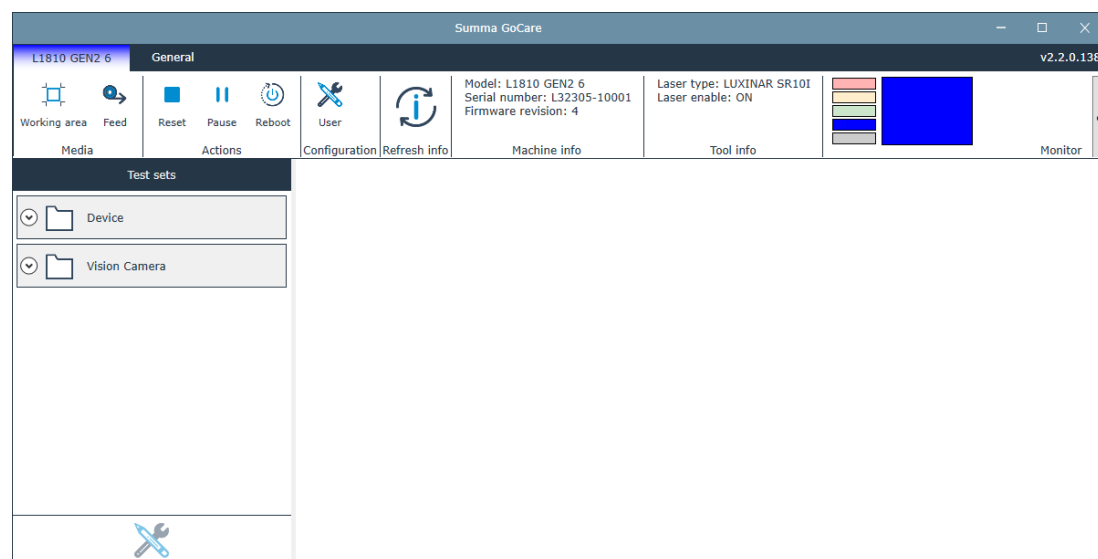 Summa GoCare
L1810 GEN2 6
General
v2.2.0.138
Working area
Feed
Reset
Pause
Reboot
User
Model: L1810 GEN2 6
Serial number: L32305-10001
Firmware revision: 4
Laser type: LUXINAR SR10I
Laser enable: ON
Media
Actions
Configuration
Refresh info
Machine info
Tool info
Monitor
Test sets
Device
Vision Camera